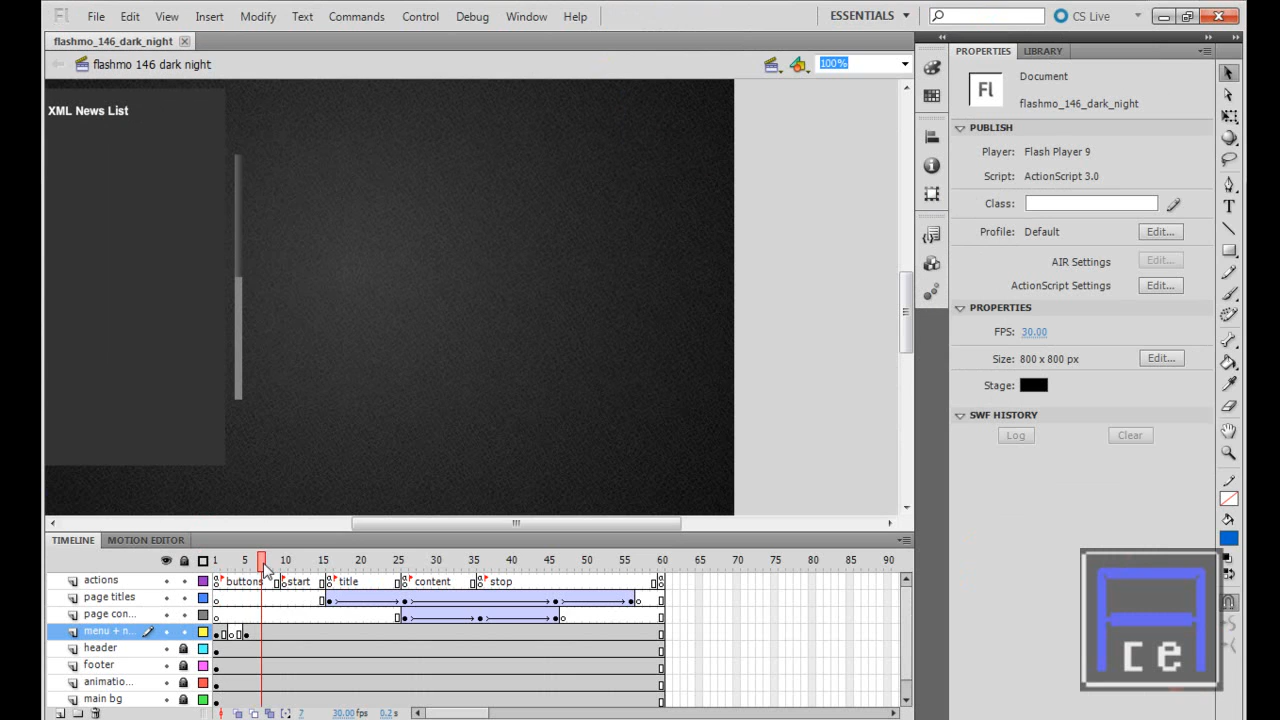 Fl File Edit View Insert Modify Text Commands Control Debug Window Help ESSENTIALS CS Live
flashmo_146_dark_night
flashmo 146 dark night 100%
XML News List
PROPERTIES LIBRARY
Document
Fl
flashmo_146_dark_night
PUBLISH
Player: Flash Player 9
Script: ActionScript 3.0
Class:
Profile: Default Edit...
AIR Settings Edit...
ActionScript Settings Edit...
PROPERTIES
FPS: 30.00
Size: 800 x 800 px Edit...
Stage:
SWF HISTORY
Log Clear
TIMELINE MOTION EDITOR
1 5 10 15 20 25 30 35 40 45 50 55 60 65 70 75 80 85 90
actions buttons start title content stop
page titles
page con...
menu + n...
header
footer
animatio...
main bg
7 30.00 fps 0.2 s
A
ce